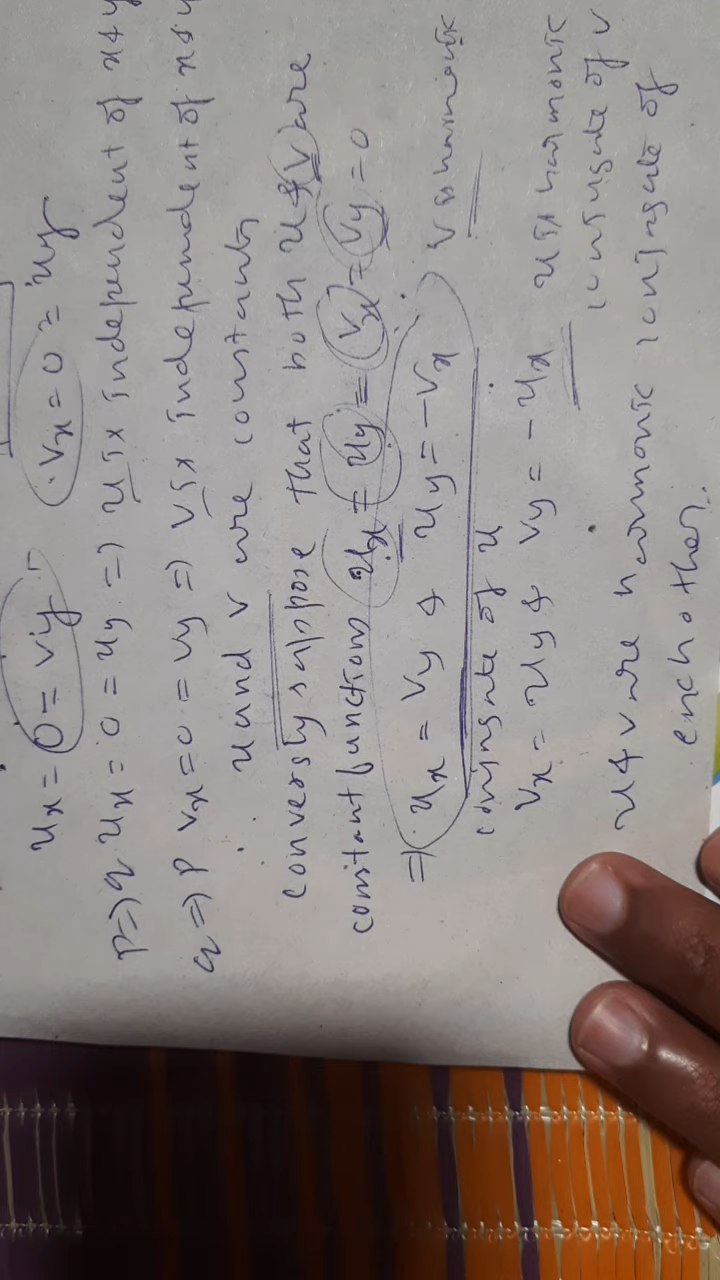 uₓ = 0 = vy ∵ vₓ = 0 = uy
p⇒q uₓ = 0 = uy ⇒ u is independent of x & y
q⇒p vₓ = 0 = vy ⇒ v is independent of x & y
∴ u and v are constants
conversly suppose that both u & v are
constant functions uₓ = uy = vₓ = vy = 0
⇒ uₓ = vy & uy = -vₓ v is harmonic
conjugate of u
vₓ = uy & vy = -uₓ u is harmonic
conjugate of v
u & v are harmonic conjugate of
each other.